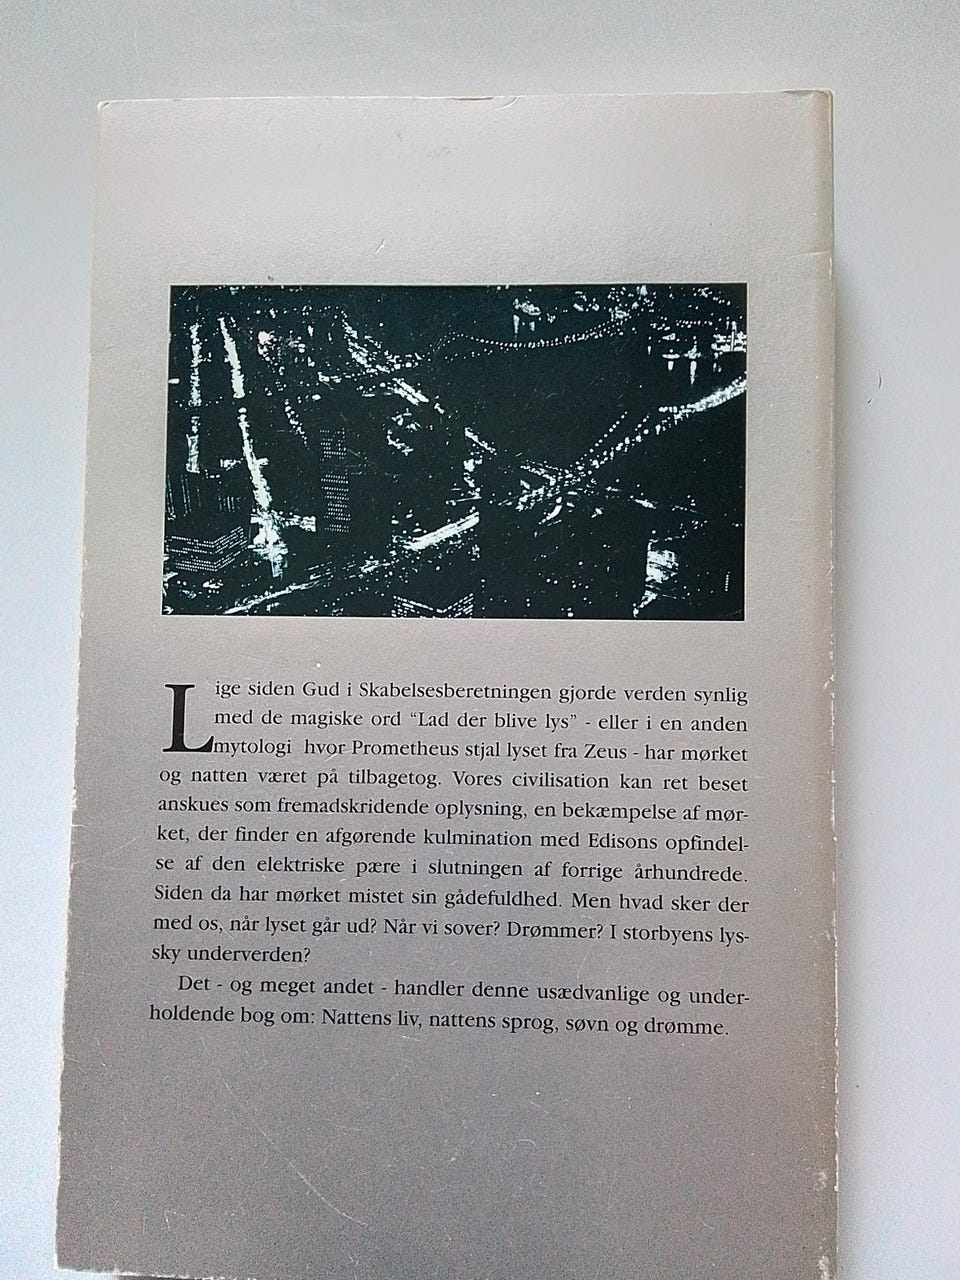 Lige siden Gud i Skabelsesberetningen gjorde verden synlig
med de magiske ord “Lad der blive lys” - eller i en anden
mytologi hvor Prometheus stjal lyset fra Zeus - har mørket
og natten været på tilbagetog. Vores civilisation kan ret beset
anskues som fremadskridende oplysning, en bekæmpelse af mør-
ket, der finder en afgørende kulmination med Edisons opfindel-
se af den elektriske pære i slutningen af forrige århundrede.
Siden da har mørket mistet sin gådefuldhed. Men hvad sker der
med os, når lyset går ud? Når vi sover? Drømmer? I storbyens lys-
sky underverden?
Det - og meget andet - handler denne usædvanlige og under-
holdende bog om: Nattens liv, nattens sprog, søvn og drømme.